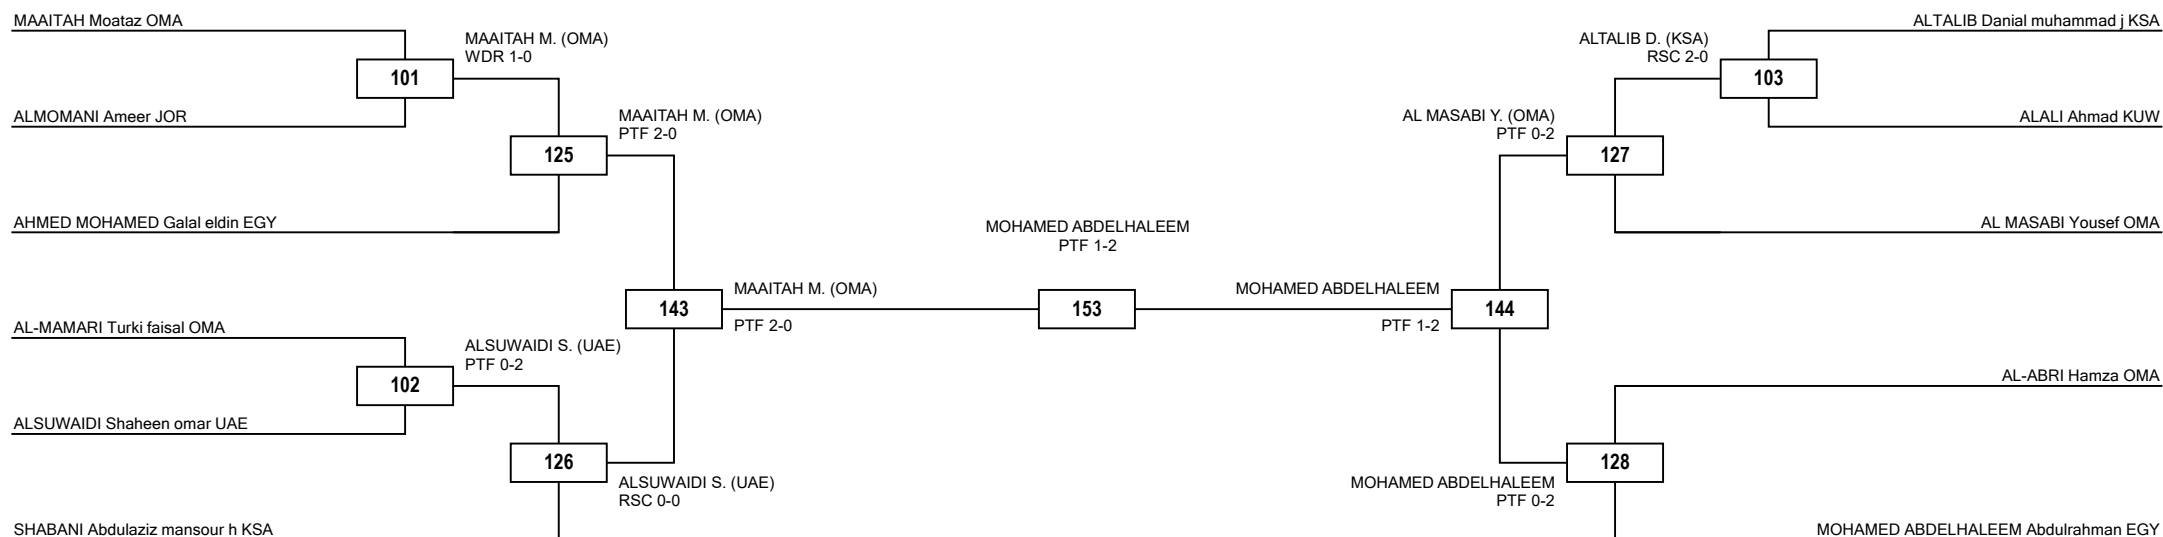 MAAITAH Moataz OMA
MAAITAH M. (OMA)
WDR 1-0
101
ALMOMANI Ameer JOR
MAAITAH M. (OMA)
PTF 2-0
125
AHMED MOHAMED Galal eldin EGY
143
MAAITAH M. (OMA)
PTF 2-0
AL-MAMARI Turki faisal OMA
ALSUWAIDI S. (UAE)
PTF 0-2
102
ALSUWAIDI Shaheen omar UAE
126
ALSUWAIDI S. (UAE)
RSC 0-0
SHABANI Abdulaziz mansour h KSA
MOHAMED ABDELHALEEM
PTF 1-2
153
ALTALIB Danial muhammad j KSA
ALTALIB D. (KSA)
RSC 2-0
103
ALALI Ahmad KUW
AL MASABI Y. (OMA)
PTF 0-2
127
AL MASABI Yousef OMA
MOHAMED ABDELHALEEM
PTF 1-2
144
AL-ABRI Hamza OMA
128
MOHAMED ABDELHALEEM
PTF 0-2
MOHAMED ABDELHALEEM Abdulrahman EGY